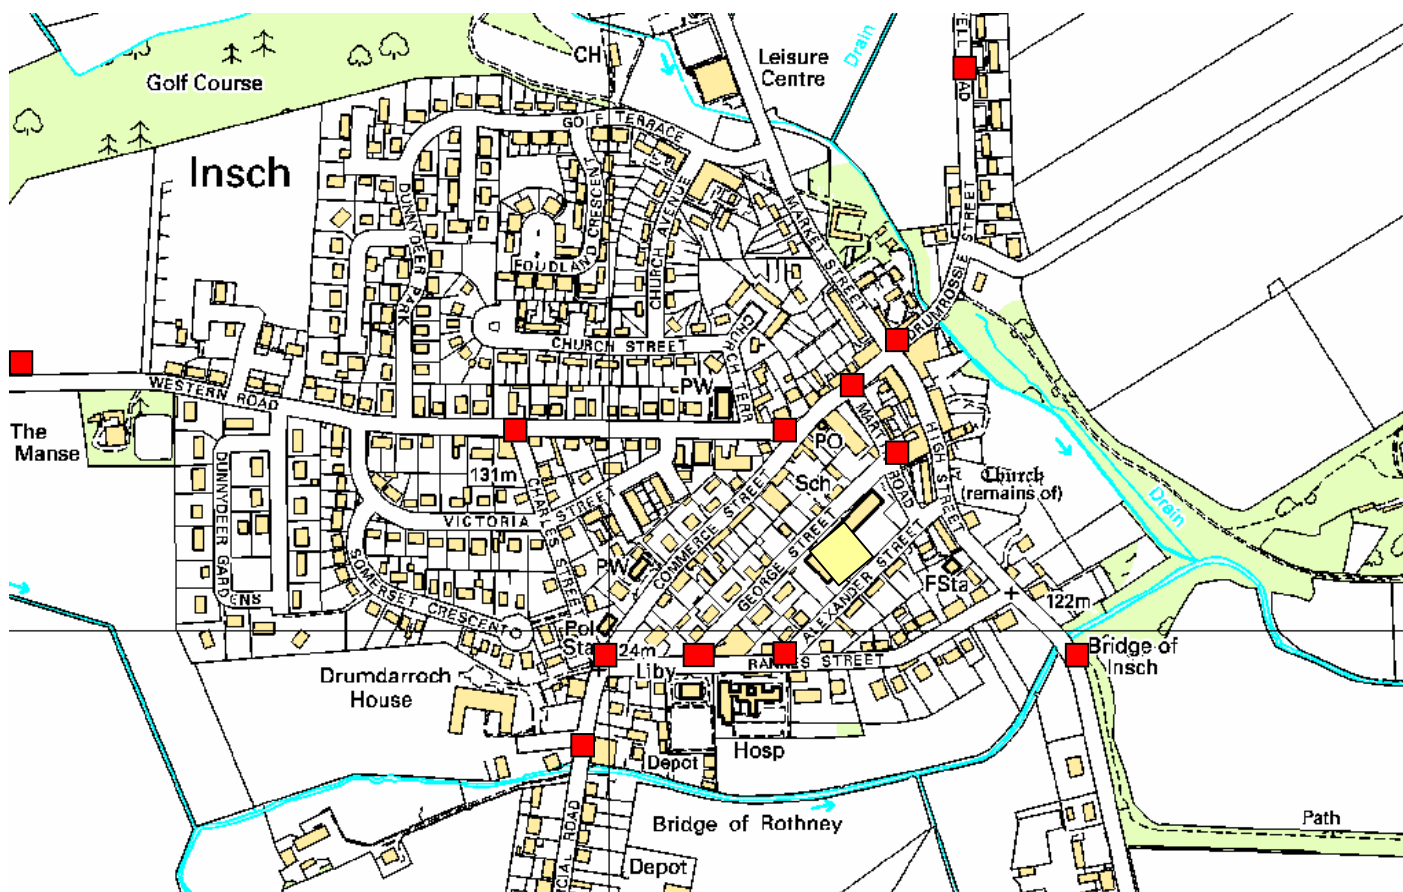 CH
Leisure
Centre
Drain
Golf Course
GOLF TERRACE
Insch
DUNNYDEER
PARK
FOUDLAND CRESCENT
CHURCH AVENUE
MARKET STREET
STREET
CHURCH STREET
CHURCH TERR
WESTERN ROAD
PW
The
Manse
DUNNYDEER GARDENS
131m
PO
HIGH STREET
Sch
ROAD
Church
(remains of)
Drain
CHARLES STREET
STREET
VICTORIA
COMMERCE STREET
GEORGE STREET
ALEXANDER STREET
SOMERSET CRESCENT
PW
FSta
122m
Pol
Sta
24m
Liby
RANNES STREET
Bridge of
Insch
Drumdarroch
House
Depot
Hosp
Bridge of Rothney
Path
ROAD
Depot